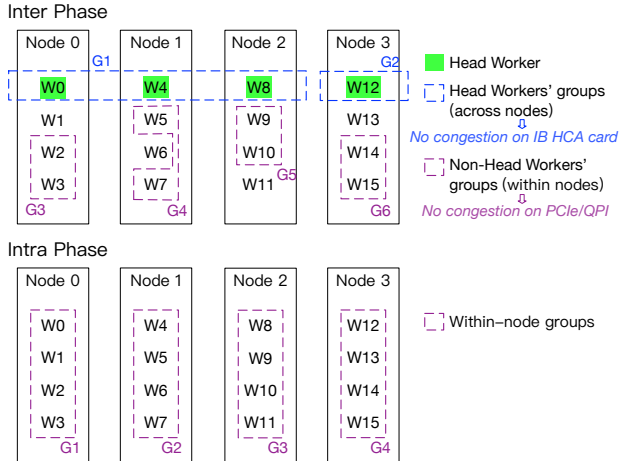 Inter Phase
Node 0
Node 1
Node 2
Node 3
G1
G2
W0
W4
W8
W12
W1
W5
W9
W13
W2
W6
W10
W14
W3
W7
W11
W15
G3
G4
G5
G6
Head Worker
Head Workers' groups
(across nodes)
No congestion on IB HCA card
Non-Head Workers'
groups (within nodes)
No congestion on PCIe/QPI
Intra Phase
Node 0
Node 1
Node 2
Node 3
W0
W4
W8
W12
W1
W5
W9
W13
W2
W6
W10
W14
W3
W7
W11
W15
G1
G2
G3
G4
Within-node groups